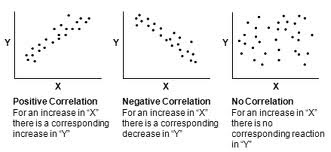 Y
X
Positive Correlation
For an increase in "X"
there is a corresponding
increase in "Y"
Y
X
Negative Correlation
For an increase in "X"
there is a corresponding
decrease in "Y"
Y
X
No Correlation
For an increase in "X"
there is no
corresponding reaction
in "Y"